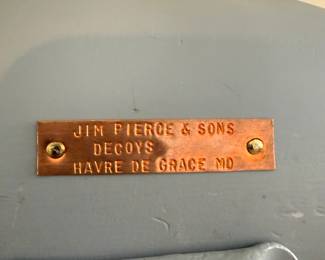 JIM PIERCE & SONS
DECOYS
HAVRE DE GRACE MD